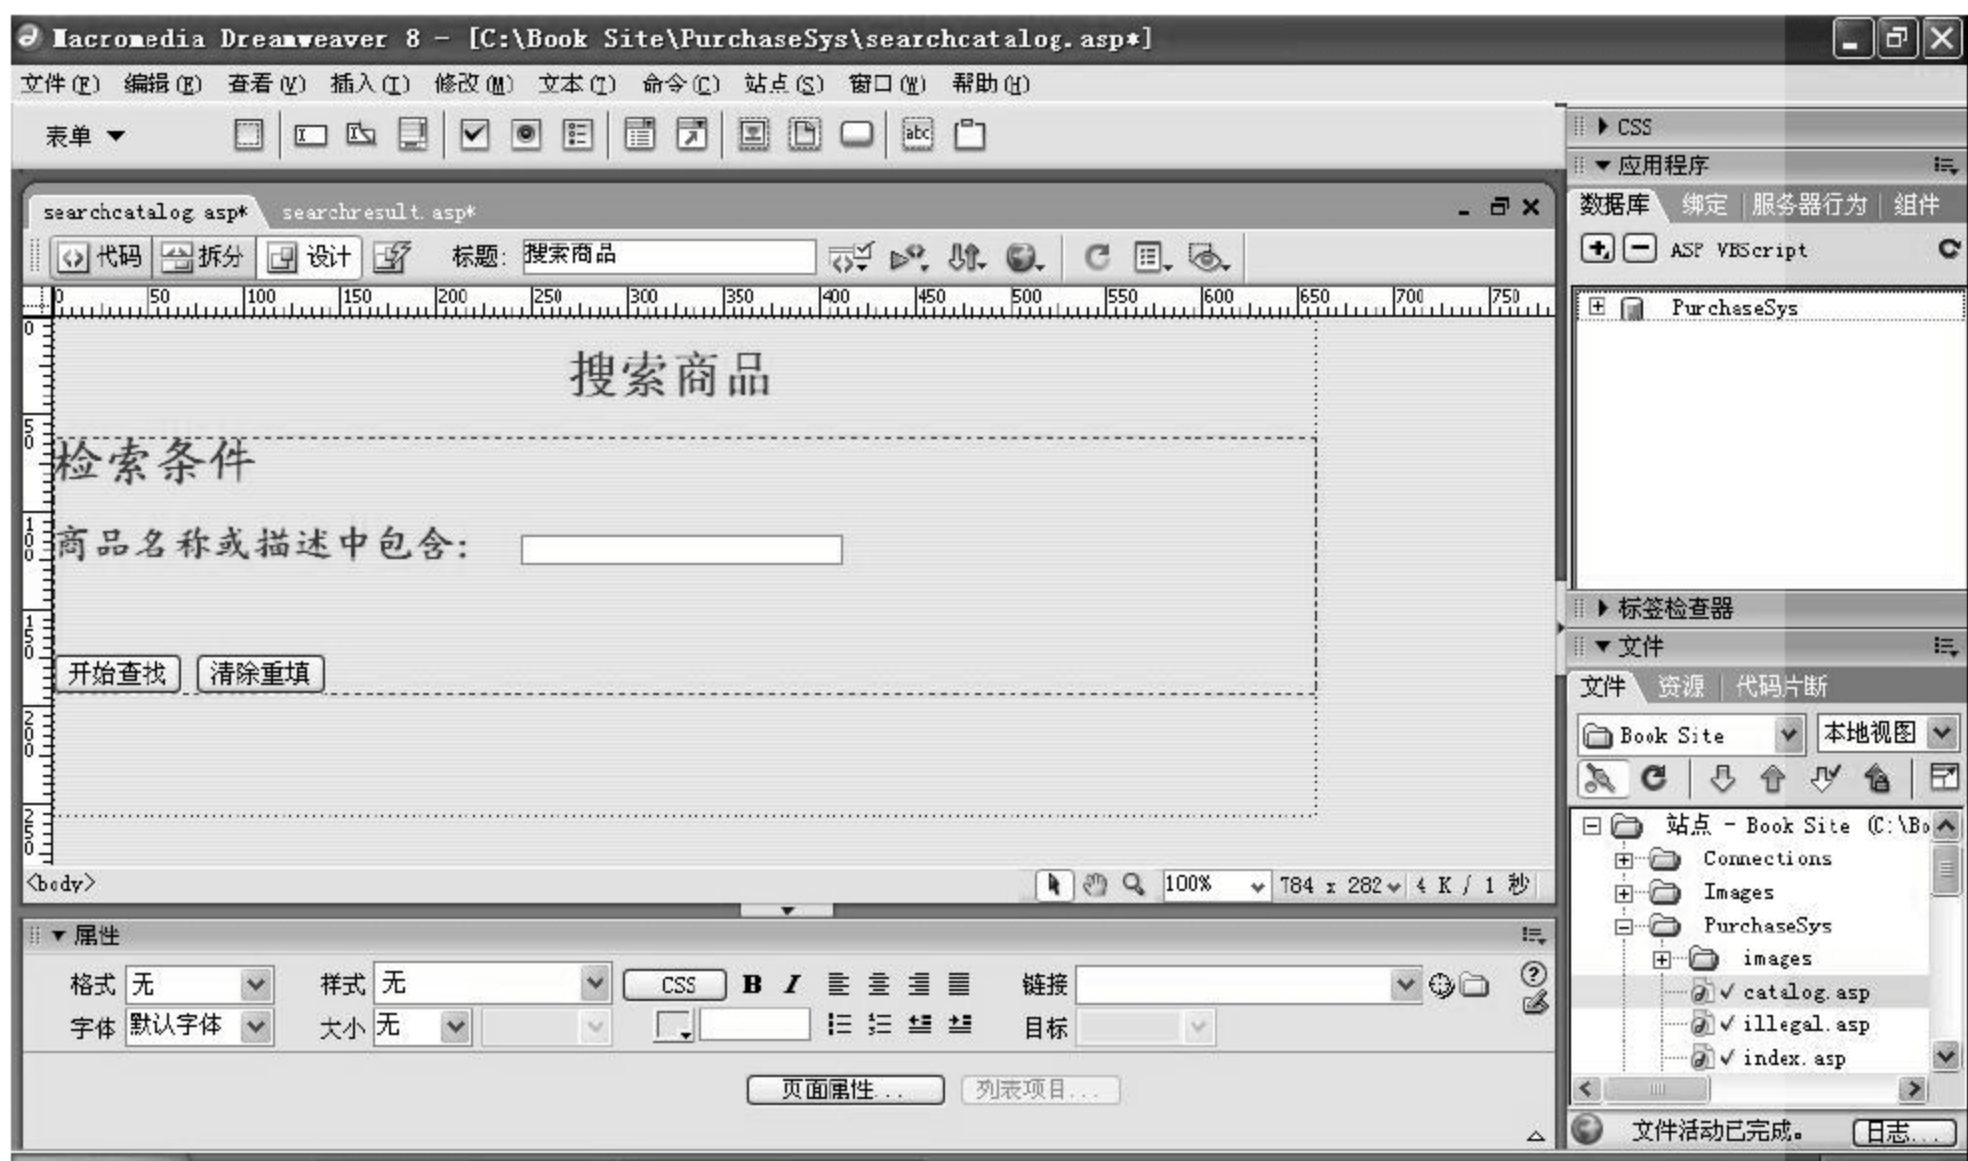 Macromedia Dreamweaver 8 - [C:\Book Site\PurchaseSys\searchcatalog.asp*]
文件(F) 编辑(E) 查看(V) 插入(I) 修改(M) 文本(T) 命令(C) 站点(S) 窗口(W) 帮助(H)
表单
abc
searchcatalog.asp* searchresult.asp*
代码 拆分 设计 标题: 搜索商品
0 50 100 150 200 250 300 350 400 450 500 550 600 650 700 750
0
50
100
150
200
250
搜索商品
检索条件
商品名称或描述中包含:
开始查找 清除重填
<body> 100% 784 x 282 4 K / 1 秒
属性
格式 无 样式 无 CSS B I 链接
字体 默认字体 大小 无 目标
页面属性... 列表项目...
CSS
应用程序
数据库 绑定 服务器行为 组件
ASP VBScript
PurchaseSys
标签检查器
文件
文件 资源 代码片断
Book Site 本地视图
站点 - Book Site (C:\Bo
Connections
Images
PurchaseSys
images
catalog.asp
illegal.asp
index.asp
文件活动已完成。 日志...